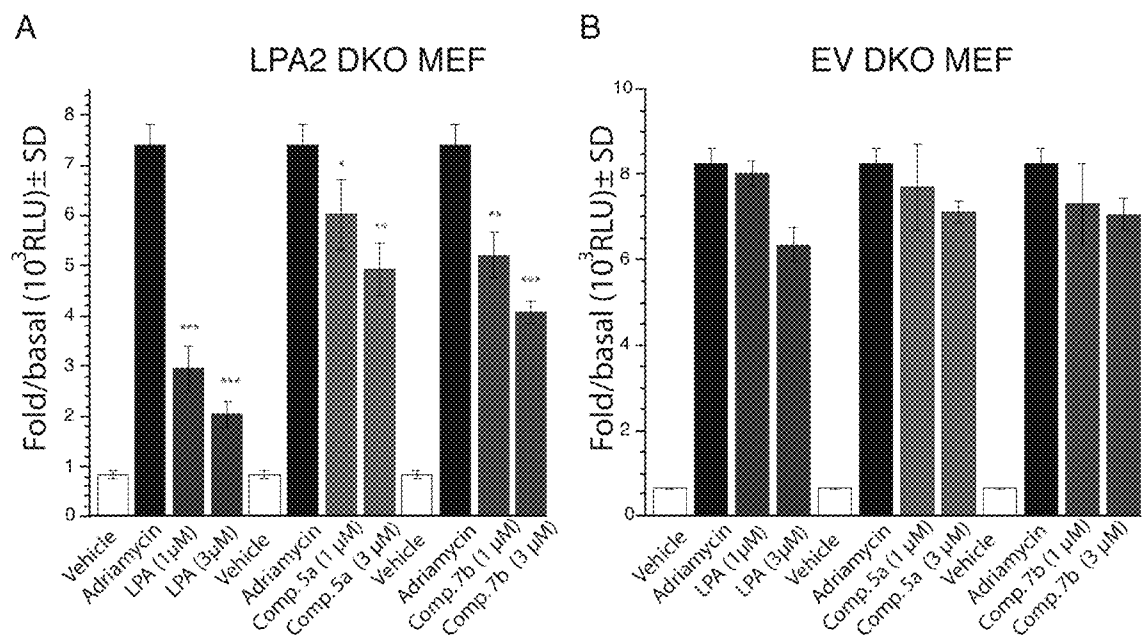 A
LPA2 DKO MEF
Fold/basal (10³RLU)± SD
8
7
6
5
4
3
2
1
0
***
***
*
**
**
***
Vehicle
Adriamycin
LPA (1µM)
LPA (3µM)
Vehicle
Adriamycin
Comp. 5a (1 µM)
Comp. 5a (3 µM)
Vehicle
Adriamycin
Comp. 7b (1 µM)
Comp. 7b (3 µM)
B
EV DKO MEF
Fold/basal (10³RLU)± SD
10
8
6
4
2
0
Vehicle
Adriamycin
LPA (1µM)
LPA (3µM)
Vehicle
Adriamycin
Comp. 5a (1 µM)
Comp. 5a (3 µM)
Vehicle
Adriamycin
Comp. 7b (1 µM)
Comp. 7b (3 µM)